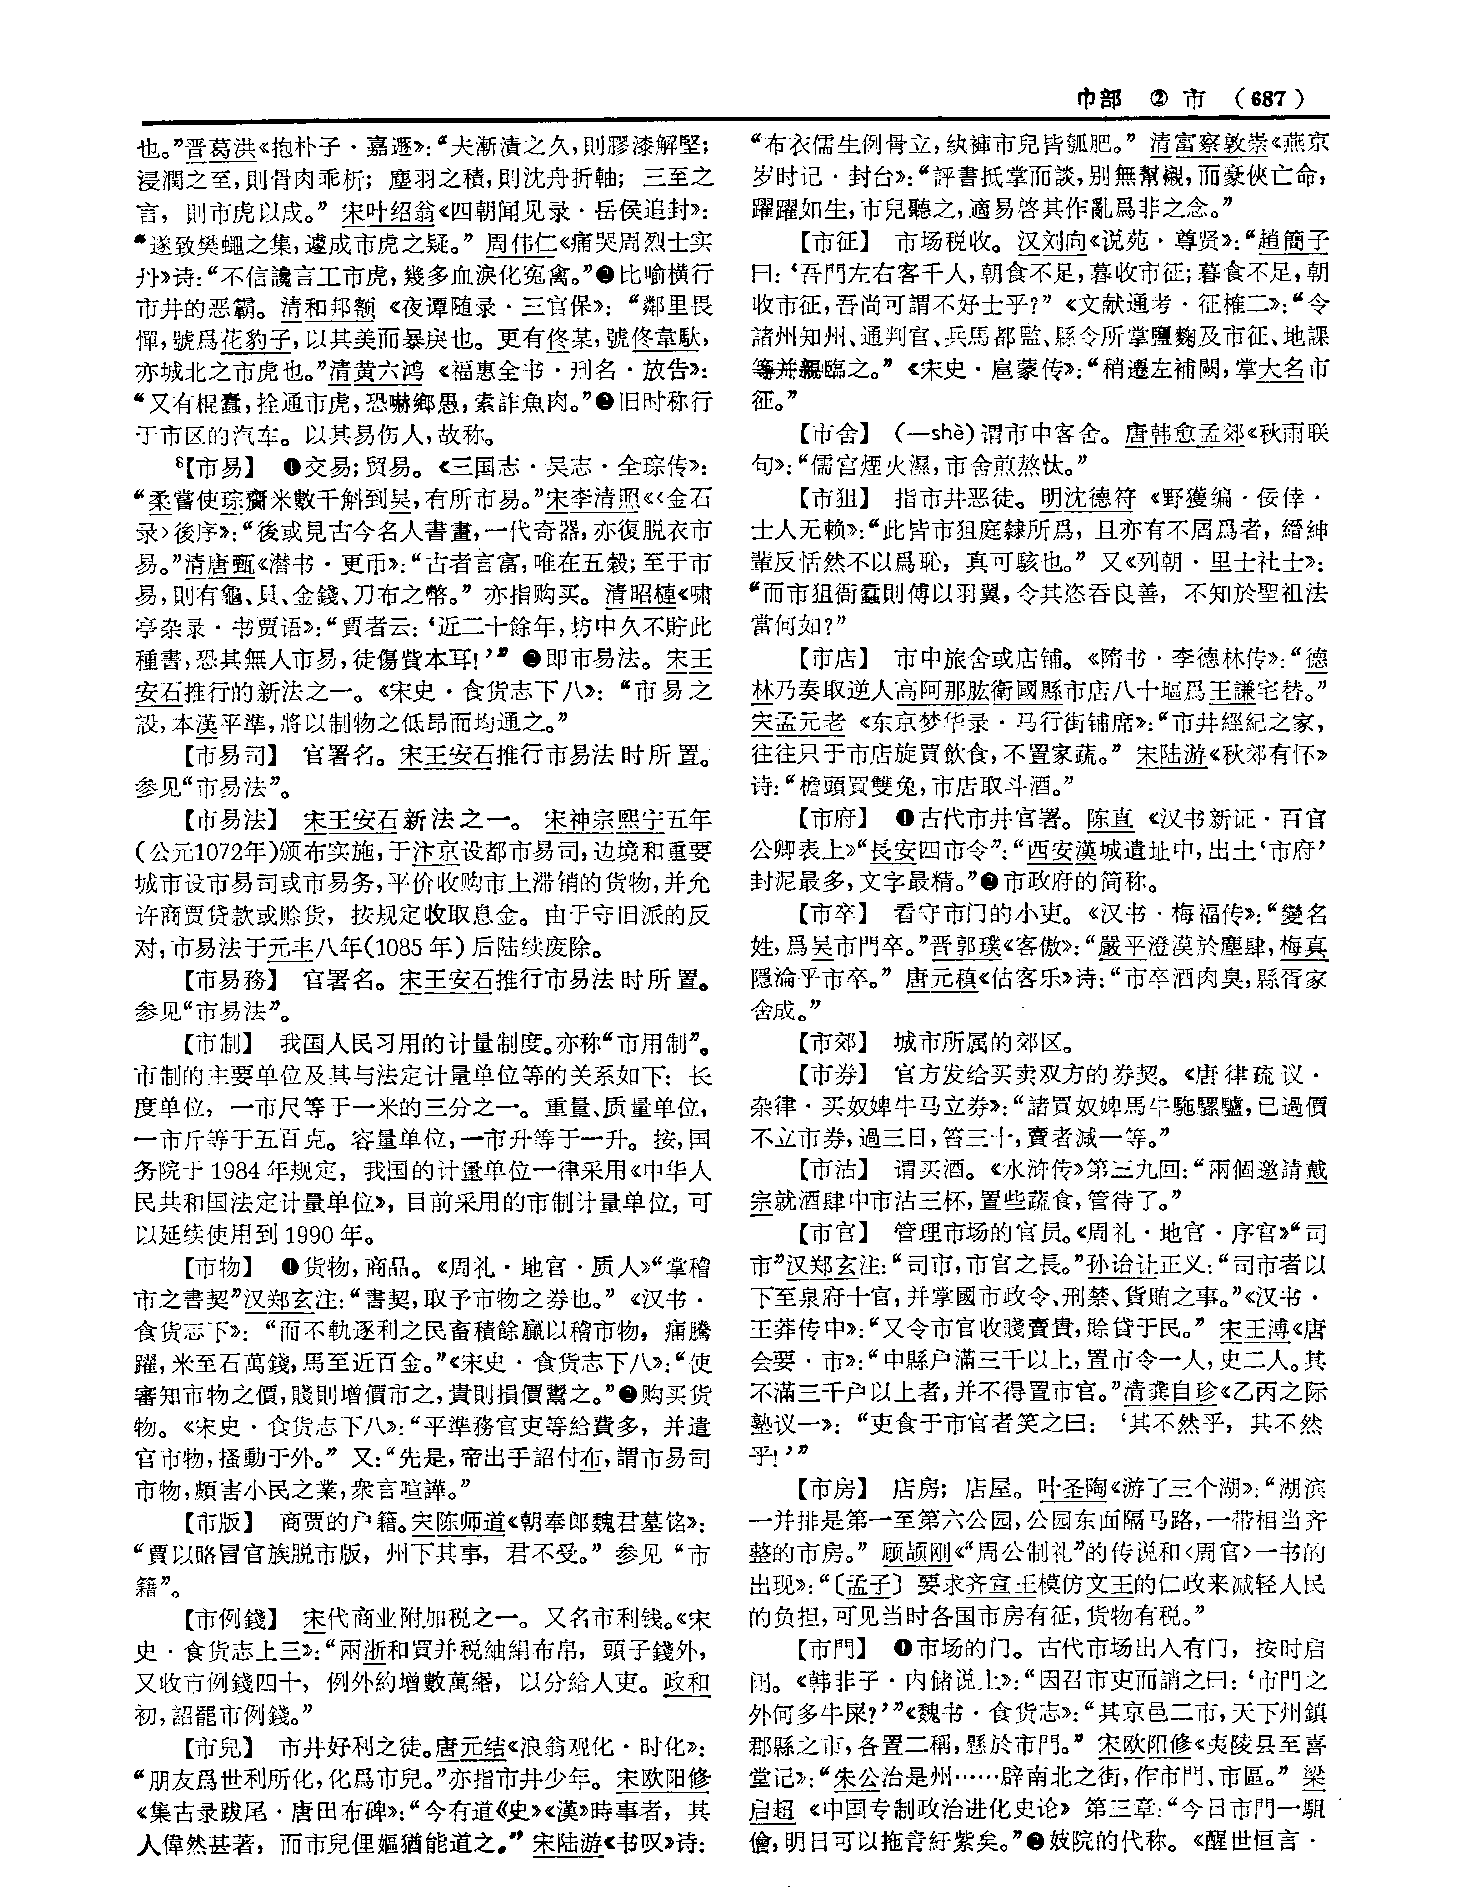 巾部 ② 市 （687）
也。”晋葛洪《抱朴子·嘉遯》：“夫渐漬之久，則膠漆解堅；
浸潤之至，則骨肉乖析；塵羽之積，則沈舟折軸；三至之
言，則市虎以成。”宋叶绍翁《四朝闻见录·岳侯追封》：
“遂致樊蠅之集，遽成市虎之疑。”周伟仁《痛哭周烈士实
丹》诗：“不信讒言工市虎，幾多血淚化冤禽。”❷比喻横行
市井的恶霸。清和邦额《夜谭随录·三官保》：“鄰里畏
憚，號爲花豹子，以其美而暴戾也。更有佟某，號佟韋馱，
亦城北之市虎也。”清黄六鸿《福惠全书·刑名·放告》：
“又有棍蠹，拴通市虎，恐嚇鄉愚，索詐魚肉。”❷旧时称行
于市区的汽车。以其易伤人，故称。
⁸【市易】 ❶交易；贸易。《三国志·吴志·全琮传》：
“柔嘗使琮齎米數千斛到吴，有所市易。”宋李清照《〈金石
录〉後序》：“後或見古今名人書畫，一代奇器，亦復脱衣市
易。”清唐甄《潜书·更币》：“古者言富，唯在五穀；至于市
易，則有龜、貝、金錢、刀布之幣。”亦指购买。清昭槤《啸
亭杂录·书贾语》：“賈者云：‘近二十餘年，坊中久不貯此
種書，恐其無人市易，徒傷貲本耳！’”❷即市易法。宋王
安石推行的新法之一。《宋史·食货志下八》：“市易之
設，本漢平準，將以制物之低昂而均通之。”
【市易司】 官署名。宋王安石推行市易法时所置。
参见“市易法”。
【市易法】 宋王安石新法之一。宋神宗熙宁五年
（公元1072年）颁布实施，于汴京设都市易司，边境和重要
城市设市易司或市易务，平价收购市上滞销的货物，并允
许商贾贷款或赊货，按规定收取息金。由于守旧派的反
对，市易法于元丰八年（1085年）后陆续废除。
【市易務】 官署名。宋王安石推行市易法时所置。
参见“市易法”。
【市制】 我国人民习用的计量制度。亦称“市用制”。
市制的主要单位及其与法定计量单位等的关系如下：长
度单位，一市尺等于一米的三分之一。重量、质量单位，
一市斤等于五百克。容量单位，一市升等于一升。按，国
务院于1984年规定，我国的计量单位一律采用《中华人
民共和国法定计量单位》，目前采用的市制计量单位，可
以延续使用到1990年。
【市物】 ❶货物，商品。《周礼·地官·质人》“掌稽
市之書契”汉郑玄注：“書契，取予市物之券也。”《汉书·
食货志下》：“而不軌逐利之民畜積餘贏以稽市物，痛騰
躍，米至石萬錢，馬至近百金。”《宋史·食货志下八》：“使
審知市物之價，賤則增價市之，貴則損價鬻之。”❷购买货
物。《宋史·食货志下八》：“平準務官吏等給費多，并遣
官市物，搔動于外。”又：“先是，帝出手詔付布，謂市易司
市物，頗害小民之業，衆言喧譁。”
【市版】 商贾的户籍。宋陈师道《朝奉郎魏君墓铭》：
“賈以賂冒官族脱市版，州下其事，君不受。”参见“市
籍”。
【市例錢】 宋代商业附加税之一。又名市利钱。《宋
史·食货志上三》：“兩浙和買并税紬絹布帛，頭子錢外，
又收市例錢四十，例外約增數萬緡，以分給人吏。政和
初，詔罷市例錢。”
【市兒】 市井好利之徒。唐元结《浪翁观化·时化》：
“朋友爲世利所化，化爲市兒。”亦指市井少年。宋欧阳修
《集古录跋尾·唐田布碑》：“今有道《史》《漢》時事者，其
人偉然甚著，而市兒俚嫗猶能道之。”宋陆游《书叹》诗：
“布衣儒生例骨立，紈褲市兒皆瓠肥。”清富察敦崇《燕京
岁时记·封台》：“評書抵掌而談，别無幫襯，而豪俠亡命，
躍躍如生，市兒聽之，適易啓其作亂爲非之念。”
【市征】 市场税收。汉刘向《说苑·尊贤》：“趙簡子
曰：‘吾門左右客千人，朝食不足，暮收市征；暮食不足，朝
收市征，吾尚可謂不好士乎？”《文献通考·征榷二》：“令
諸州知州、通判官、兵馬都監、縣令所掌鹽麴及市征、地課
等并親臨之。”《宋史·扈蒙传》：“稍遷左補闕，掌大名市
征。”
【市舍】 （—shè）谓市中客舍。唐韩愈孟郊《秋雨联
句》：“儒宫煙火濕，市舍煎熬忲。”
【市狙】 指市井恶徒。明沈德符《野獲编·佞倖·
士人无赖》：“此皆市狙庭隸所爲，且亦有不屑爲者，縉紳
輩反恬然不以爲恥，真可駭也。”又《列朝·里士社士》：
“而市狙衙蠹則傅以羽翼，令其恣吞良善，不知於聖祖法
當何如？”
【市店】 市中旅舍或店铺。《隋书·李德林传》：“德
林乃奏取逆人高阿那肱衛國縣市店八十塸爲王謙宅替。”
宋孟元老《东京梦华录·马行街铺席》：“市井經紀之家，
往往只于市店旋買飲食，不置家蔬。”宋陆游《秋郊有怀》
诗：“檐頭買雙兔，市店取斗酒。”
【市府】 ❶古代市井官署。陈直《汉书新证·百官
公卿表上》“長安四市令”：“西安漢城遺址中，出土‘市府’
封泥最多，文字最精。”❷市政府的简称。
【市卒】 看守市门的小吏。《汉书·梅福传》：“變名
姓，爲吴市門卒。”晋郭璞《客傲》：“嚴平澄漠於塵肆，梅真
隱淪乎市卒。”唐元稹《估客乐》诗：“市卒酒肉臭，縣胥家
舍成。”
【市郊】 城市所属的郊区。
【市券】 官方发给买卖双方的券契。《唐律疏议·
杂律·买奴婢牛马立券》：“諸買奴婢馬牛駞騾驢，已過價
不立市券，過三日，笞三十，賣者減一等。”
【市沽】 谓买酒。《水浒传》第三九回：“兩個邀請戴
宗就酒肆中市沽三杯，置些蔬食，管待了。”
【市官】 管理市场的官员。《周礼·地官·序官》“司
市”汉郑玄注：“司市，市官之長。”孙诒让正义：“司市者以
下至泉府十官，并掌國市政令、刑禁、貨賄之事。”《汉书·
王莽传中》：“又令市官收賤賣貴，賒貸于民。”宋王溥《唐
会要·市》：“中縣户滿三千以上，置市令一人，史二人。其
不滿三千户以上者，并不得置市官。”清龚自珍《乙丙之际
塾议一》：“吏食于市官者笑之曰：‘其不然乎，其不然
乎！’”
【市房】 店房；店屋。叶圣陶《游了三个湖》：“湖滨
一并排是第一至第六公园，公园东面隔马路，一带相当齐
整的市房。”顾颉刚《“周公制礼”的传说和〈周官〉一书的
出现》：“〔孟子〕要求齐宣王模仿文王的仁政来减轻人民
的负担，可见当时各国市房有征，货物有税。”
【市門】 ❶市场的门。古代市场出入有门，按时启
闭。《韩非子·内储说上》：“因召市吏而誚之曰：‘市門之
外何多牛屎？’”《魏书·食货志》：“其京邑二市，天下州鎮
郡縣之市，各置二稱，懸於市門。”宋欧阳修《夷陵县至喜
堂记》：“朱公治是州……辟南北之街，作市門、市區。”梁
启超《中国专制政治进化史论》第三章：“今日市門一駔
儈，明日可以拖青紆紫矣。”❷妓院的代称。《醒世恒言·